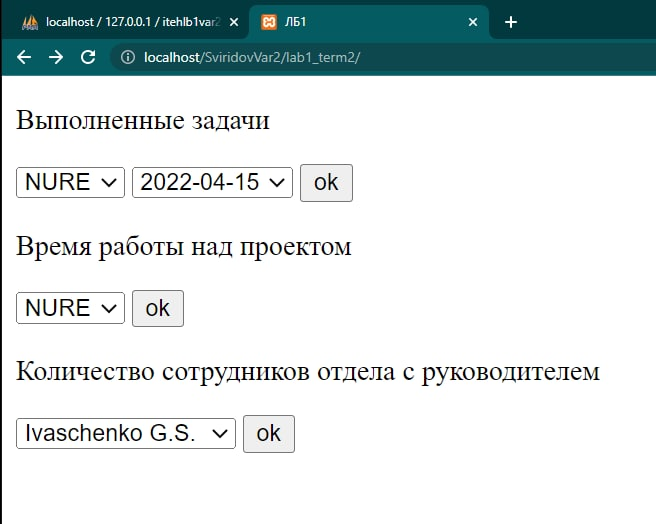 localhost / 127.0.0.1 / itehlb1var2
ЛБ1
localhost/SviridovVar2/lab1_term2/
Выполненные задачи
NURE 2022-04-15 ok
Время работы над проектом
NURE ok
Количество сотрудников отдела с руководителем
Ivaschenko G.S. ok